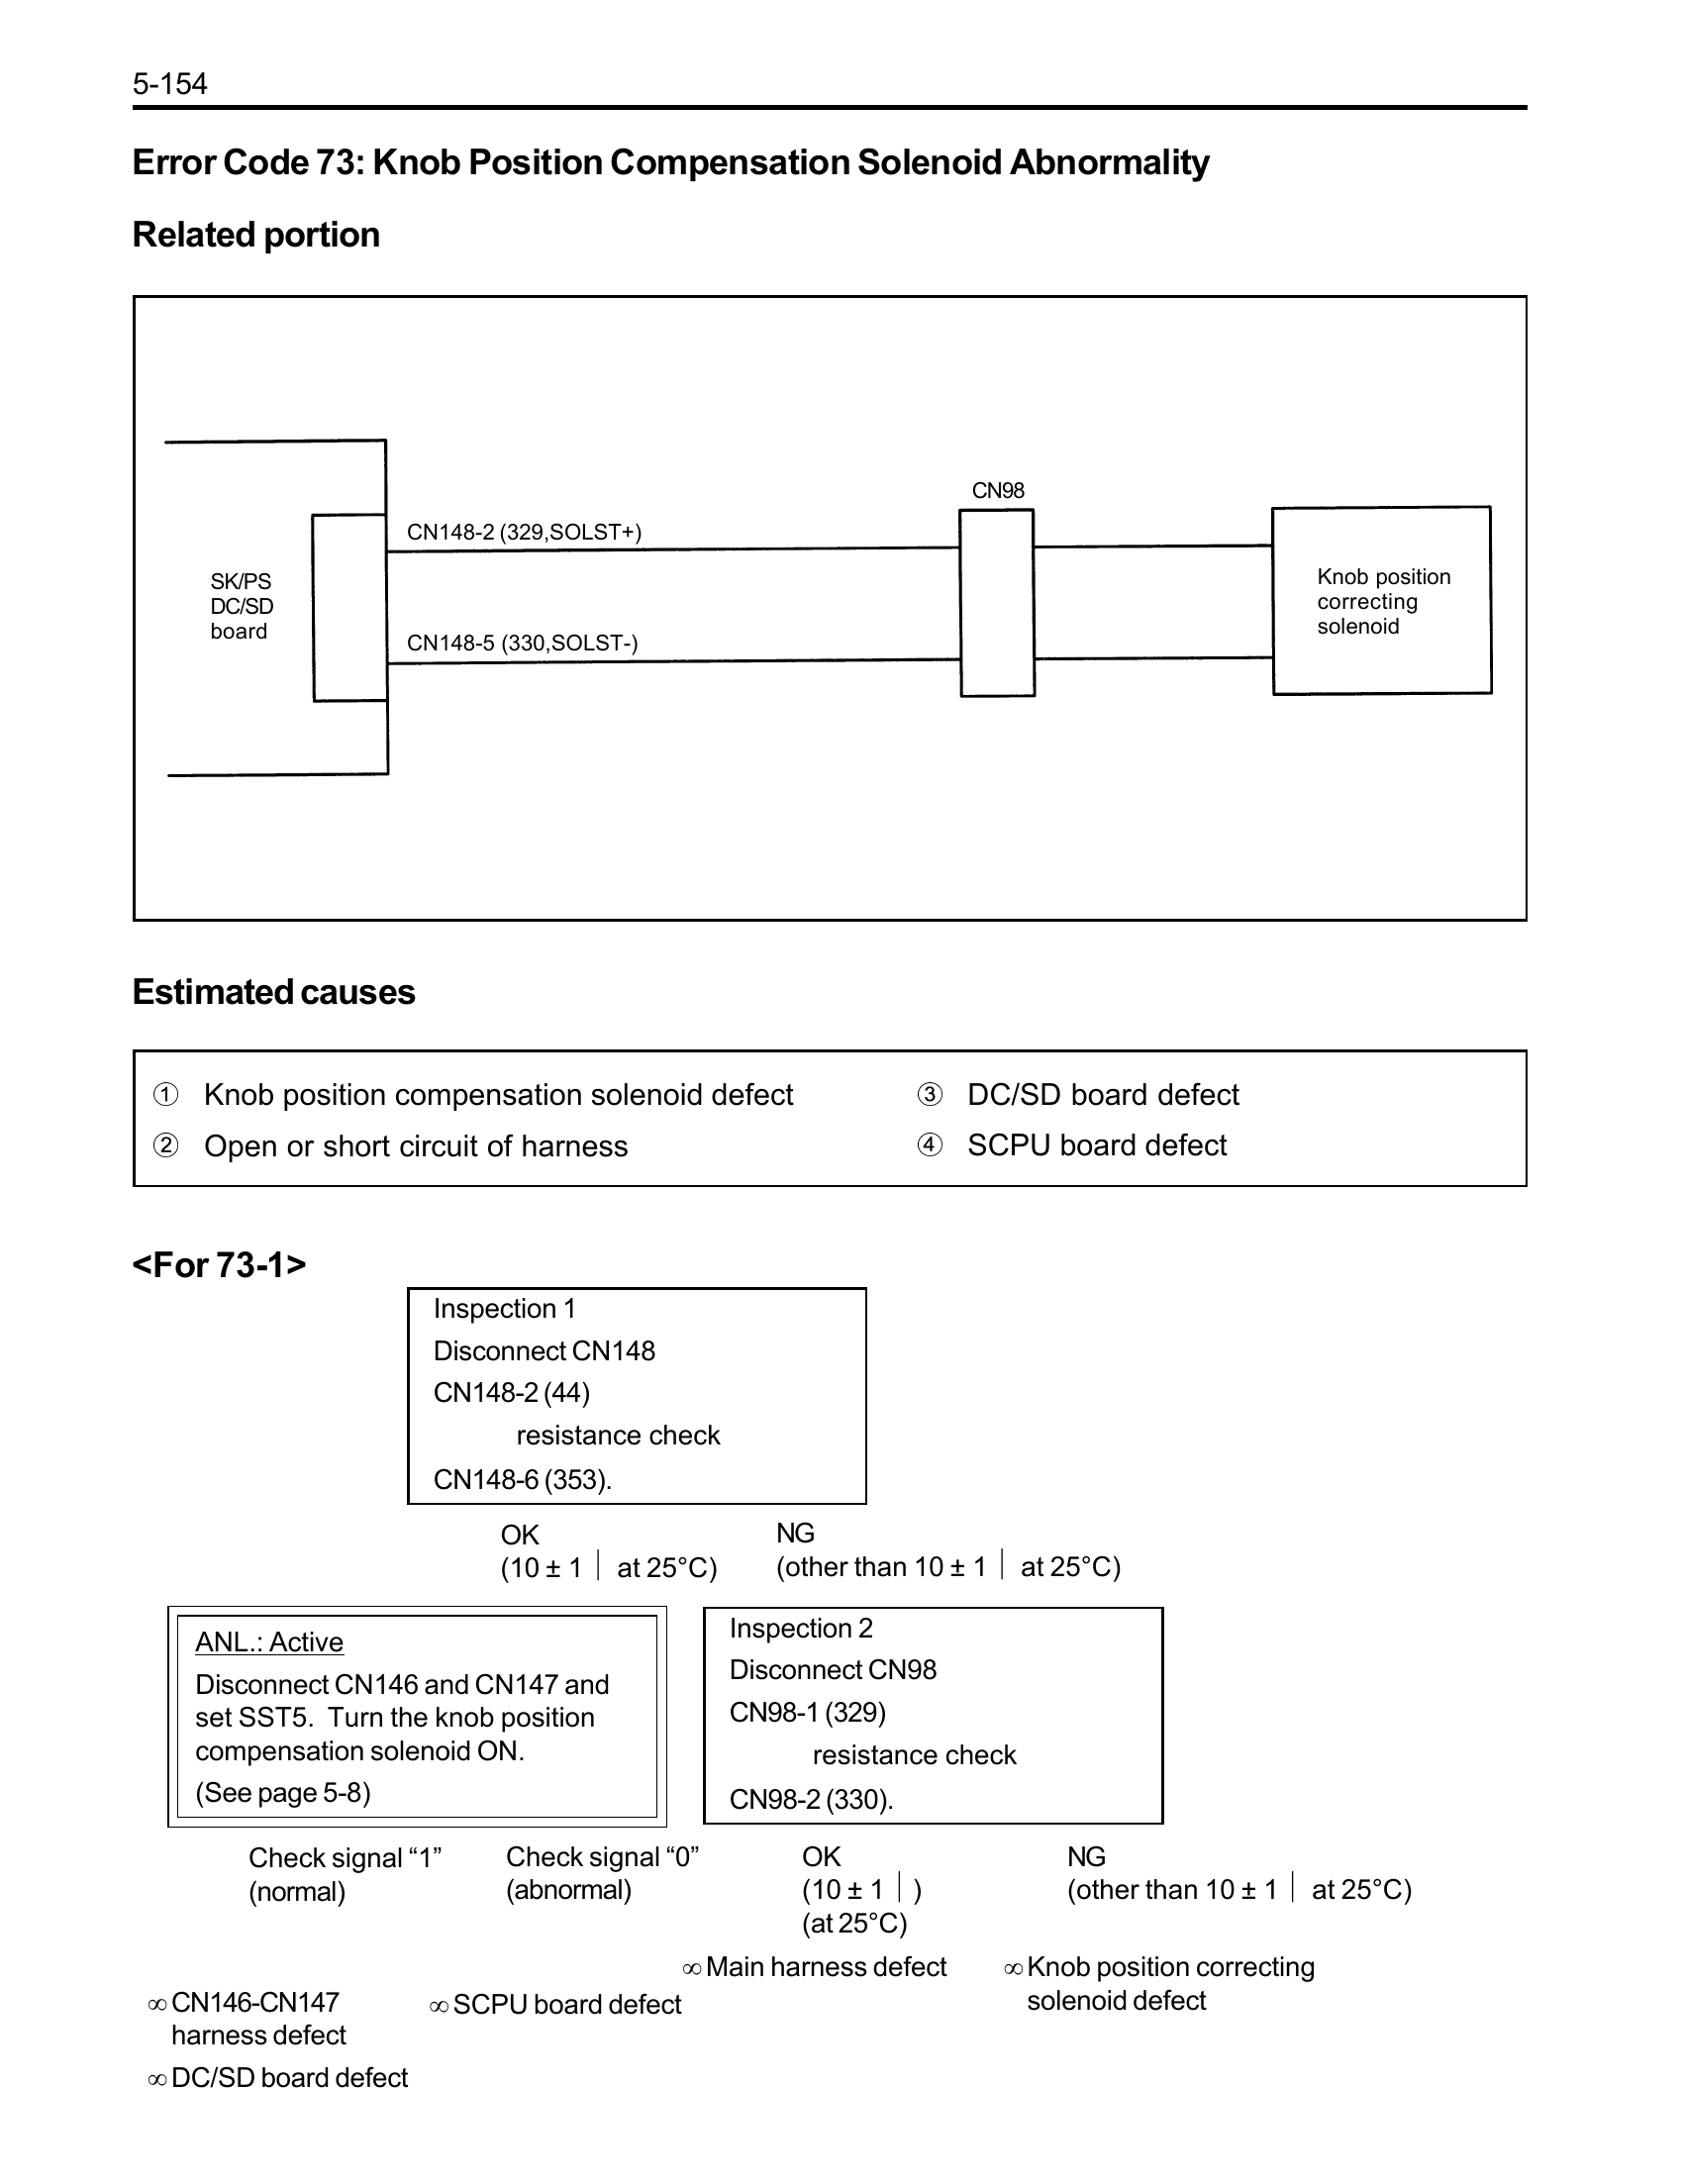 5-154
Error Code 73: Knob Position Compensation Solenoid Abnormality
Related portion
CN98
CN148-2 (329,SOLST+)
SK/PS
DC/SD
board
Knob position
correcting
solenoid
CN148-5 (330,SOLST-)
Estimated causes
① Knob position compensation solenoid defect
② Open or short circuit of harness
③ DC/SD board defect
④ SCPU board defect
<For 73-1>
Inspection 1
Disconnect CN148
CN148-2 (44)
resistance check
CN148-6 (353).
OK
(10 ± 1 | at 25°C)
NG
(other than 10 ± 1 | at 25°C)
ANL.: Active
Disconnect CN146 and CN147 and
set SST5. Turn the knob position
compensation solenoid ON.
(See page 5-8)
Inspection 2
Disconnect CN98
CN98-1 (329)
resistance check
CN98-2 (330).
Check signal “1”
(normal)
Check signal “0”
(abnormal)
OK
(10 ± 1 | )
(at 25°C)
NG
(other than 10 ± 1 | at 25°C)
∞ Main harness defect
∞ Knob position correcting
solenoid defect
∞ CN146-CN147
harness defect
∞ SCPU board defect
∞ DC/SD board defect